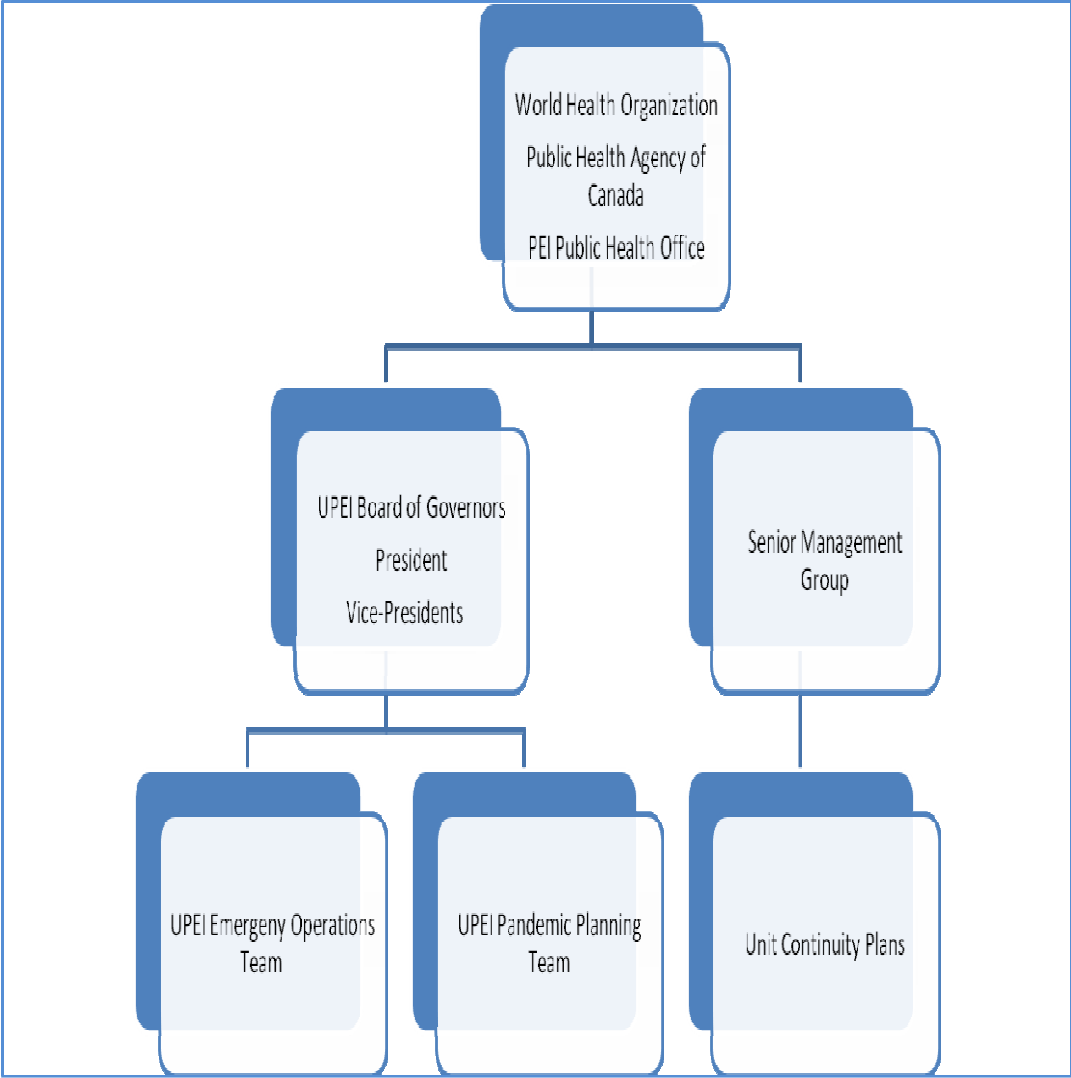 World Health Organization
Public Health Agency of
Canada
PEI Public Health Office
UPEI Board of Governors
President
Vice-Presidents
Senior Management
Group
UPEI Emergeny Operations
Team
UPEI Pandemic Planning
Team
Unit Continuity Plans